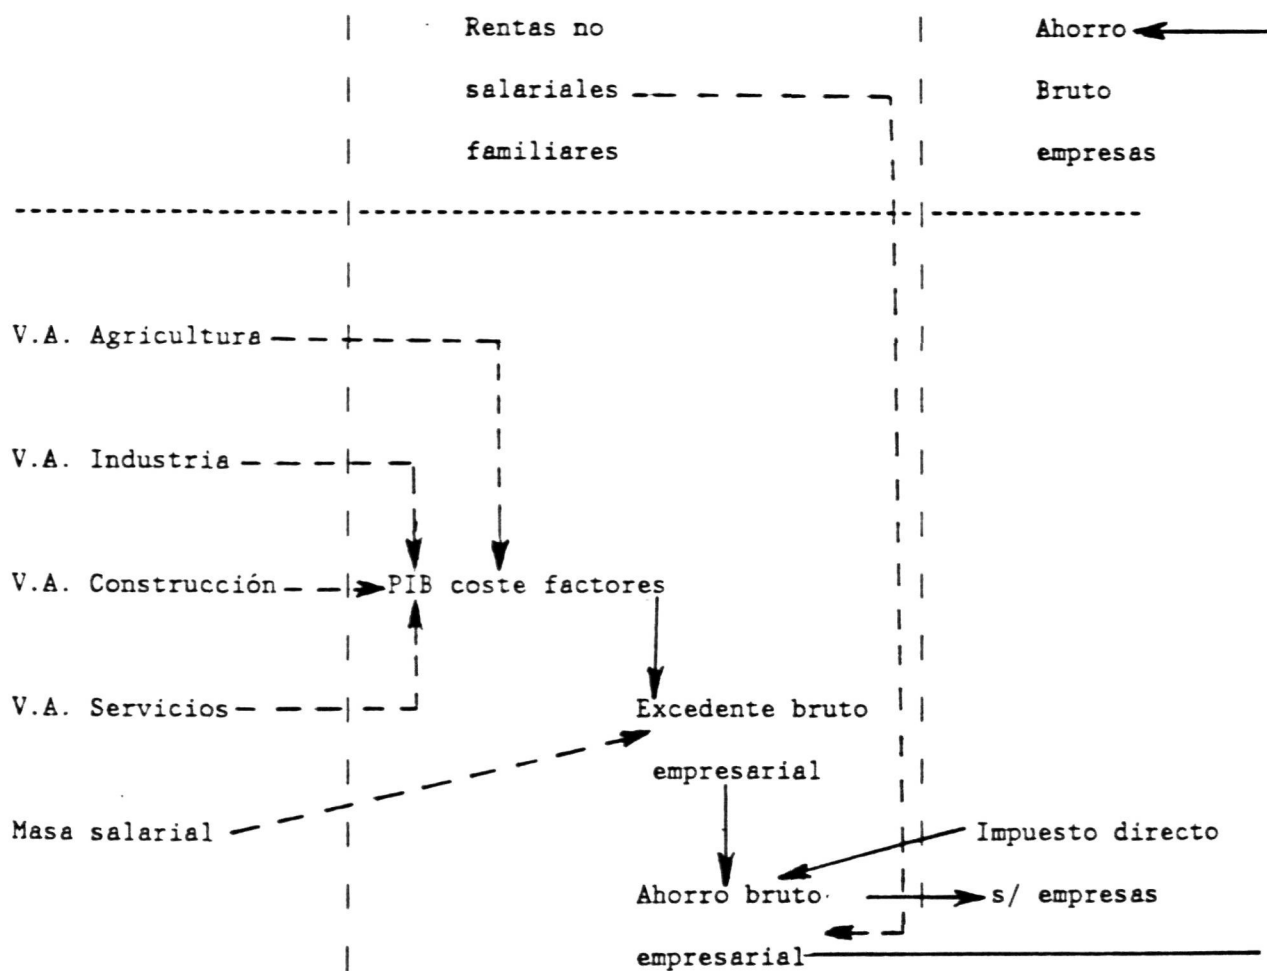 Rentas no
Ahorro
salariales
Bruto
familiares
empresas
V.A. Agricultura
V.A. Industria
V.A. Construcción
PIB coste factores
V.A. Servicios
Excedente bruto
empresarial
Masa salarial
Impuesto directo
Ahorro bruto
s/ empresas
empresarial